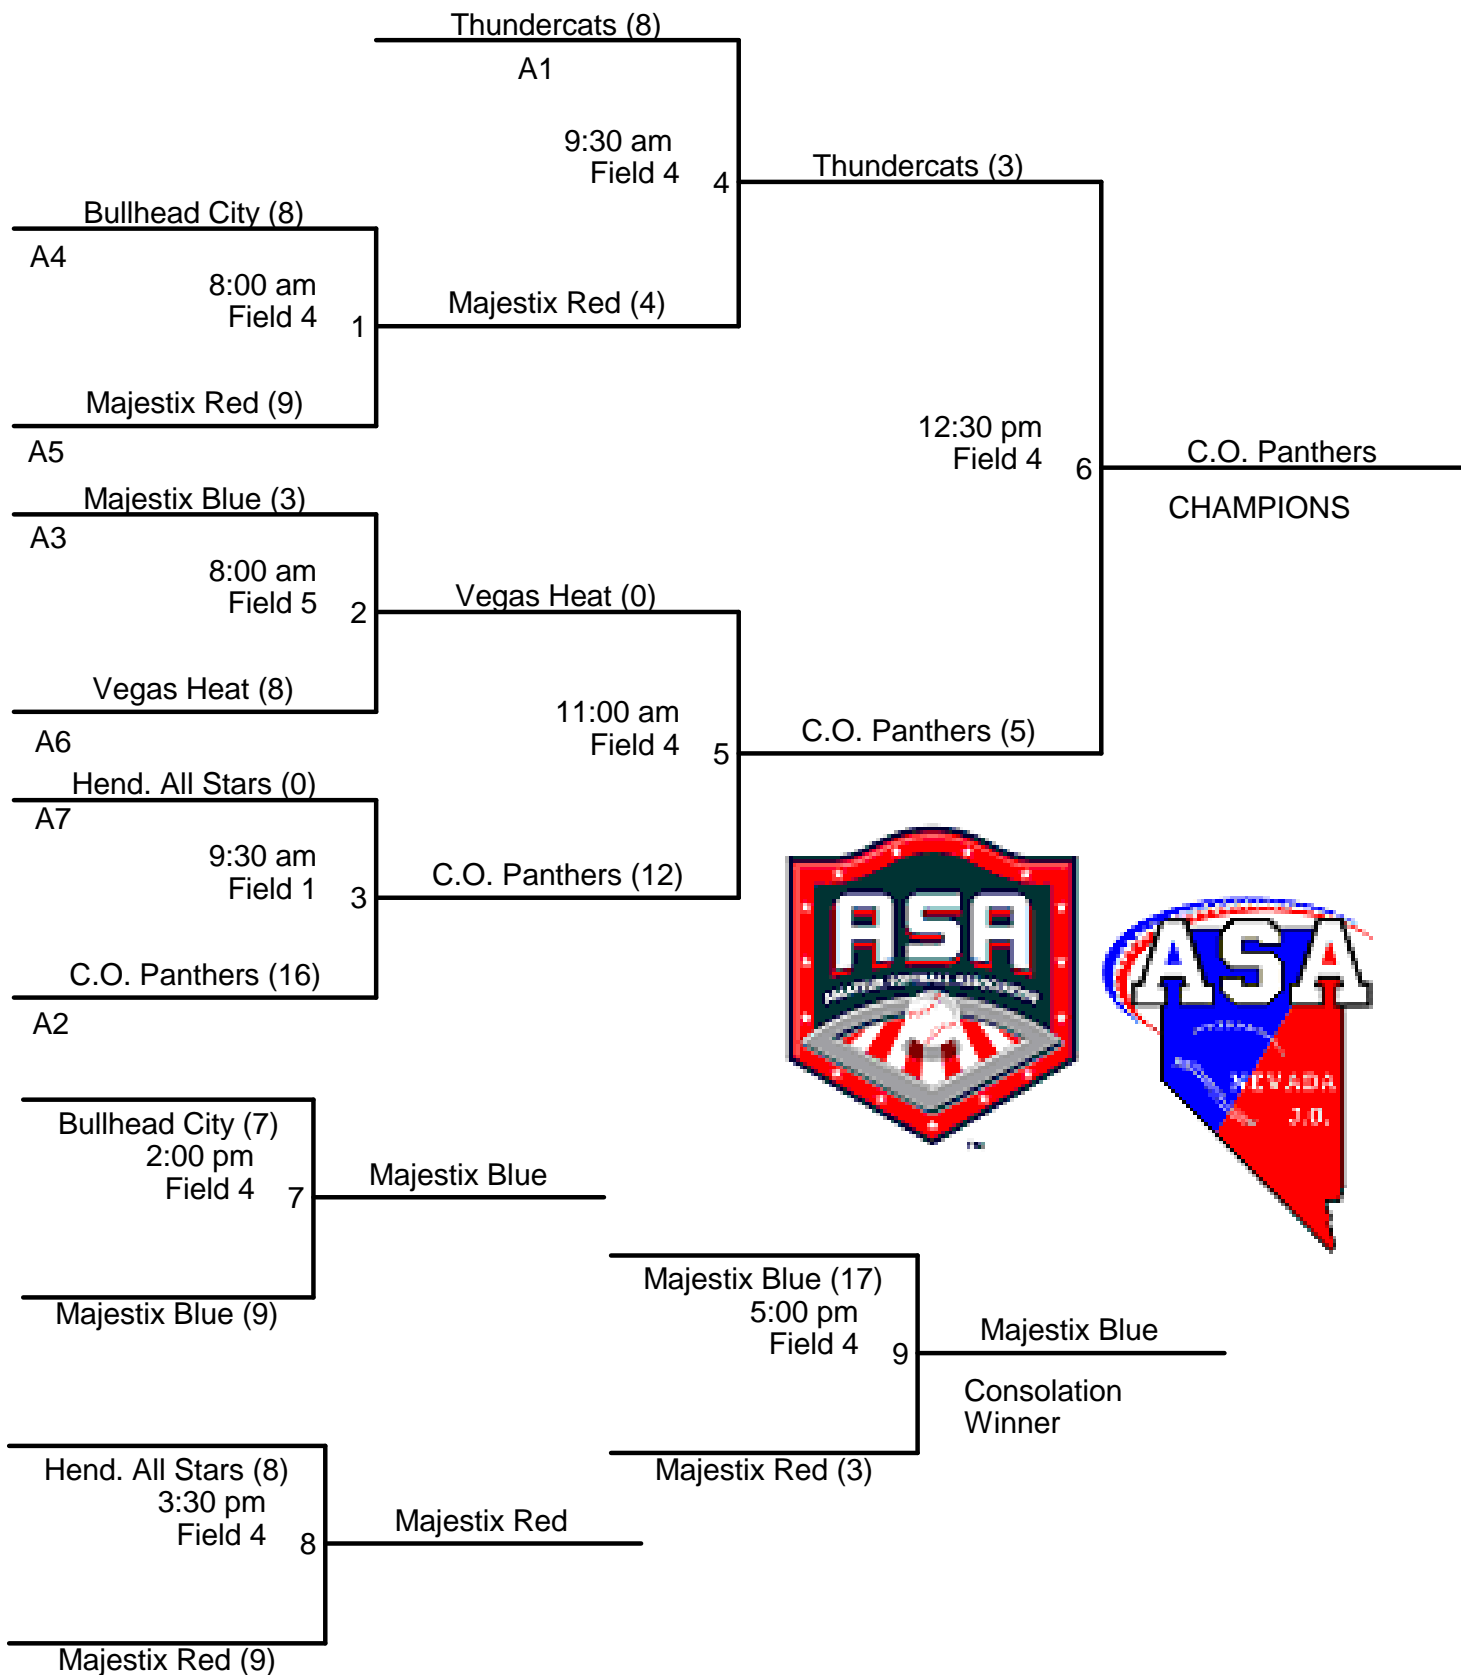 Thundercats (8)
A1
9:30 am
Field 4
4
Thundercats (3)
Bullhead City (8)
A4
8:00 am
Field 4
1
Majestix Red (4)
Majestix Red (9)
A5
12:30 pm
Field 4
6
C.O. Panthers
CHAMPIONS
Majestix Blue (3)
A3
8:00 am
Field 5
2
Vegas Heat (0)
Vegas Heat (8)
A6
11:00 am
Field 4
5
C.O. Panthers (5)
Hend. All Stars (0)
A7
9:30 am
Field 1
3
C.O. Panthers (12)
C.O. Panthers (16)
A2
ASA
AMATEUR SOFTBALL ASSOCIATION
TM
ASA
NEVADA
J.O.
Bullhead City (7)
2:00 pm
Field 4
7
Majestix Blue
Majestix Blue (9)
Majestix Blue (17)
5:00 pm
Field 4
9
Majestix Blue
Consolation
Winner
Majestix Red (3)
Hend. All Stars (8)
3:30 pm
Field 4
8
Majestix Red
Majestix Red (9)